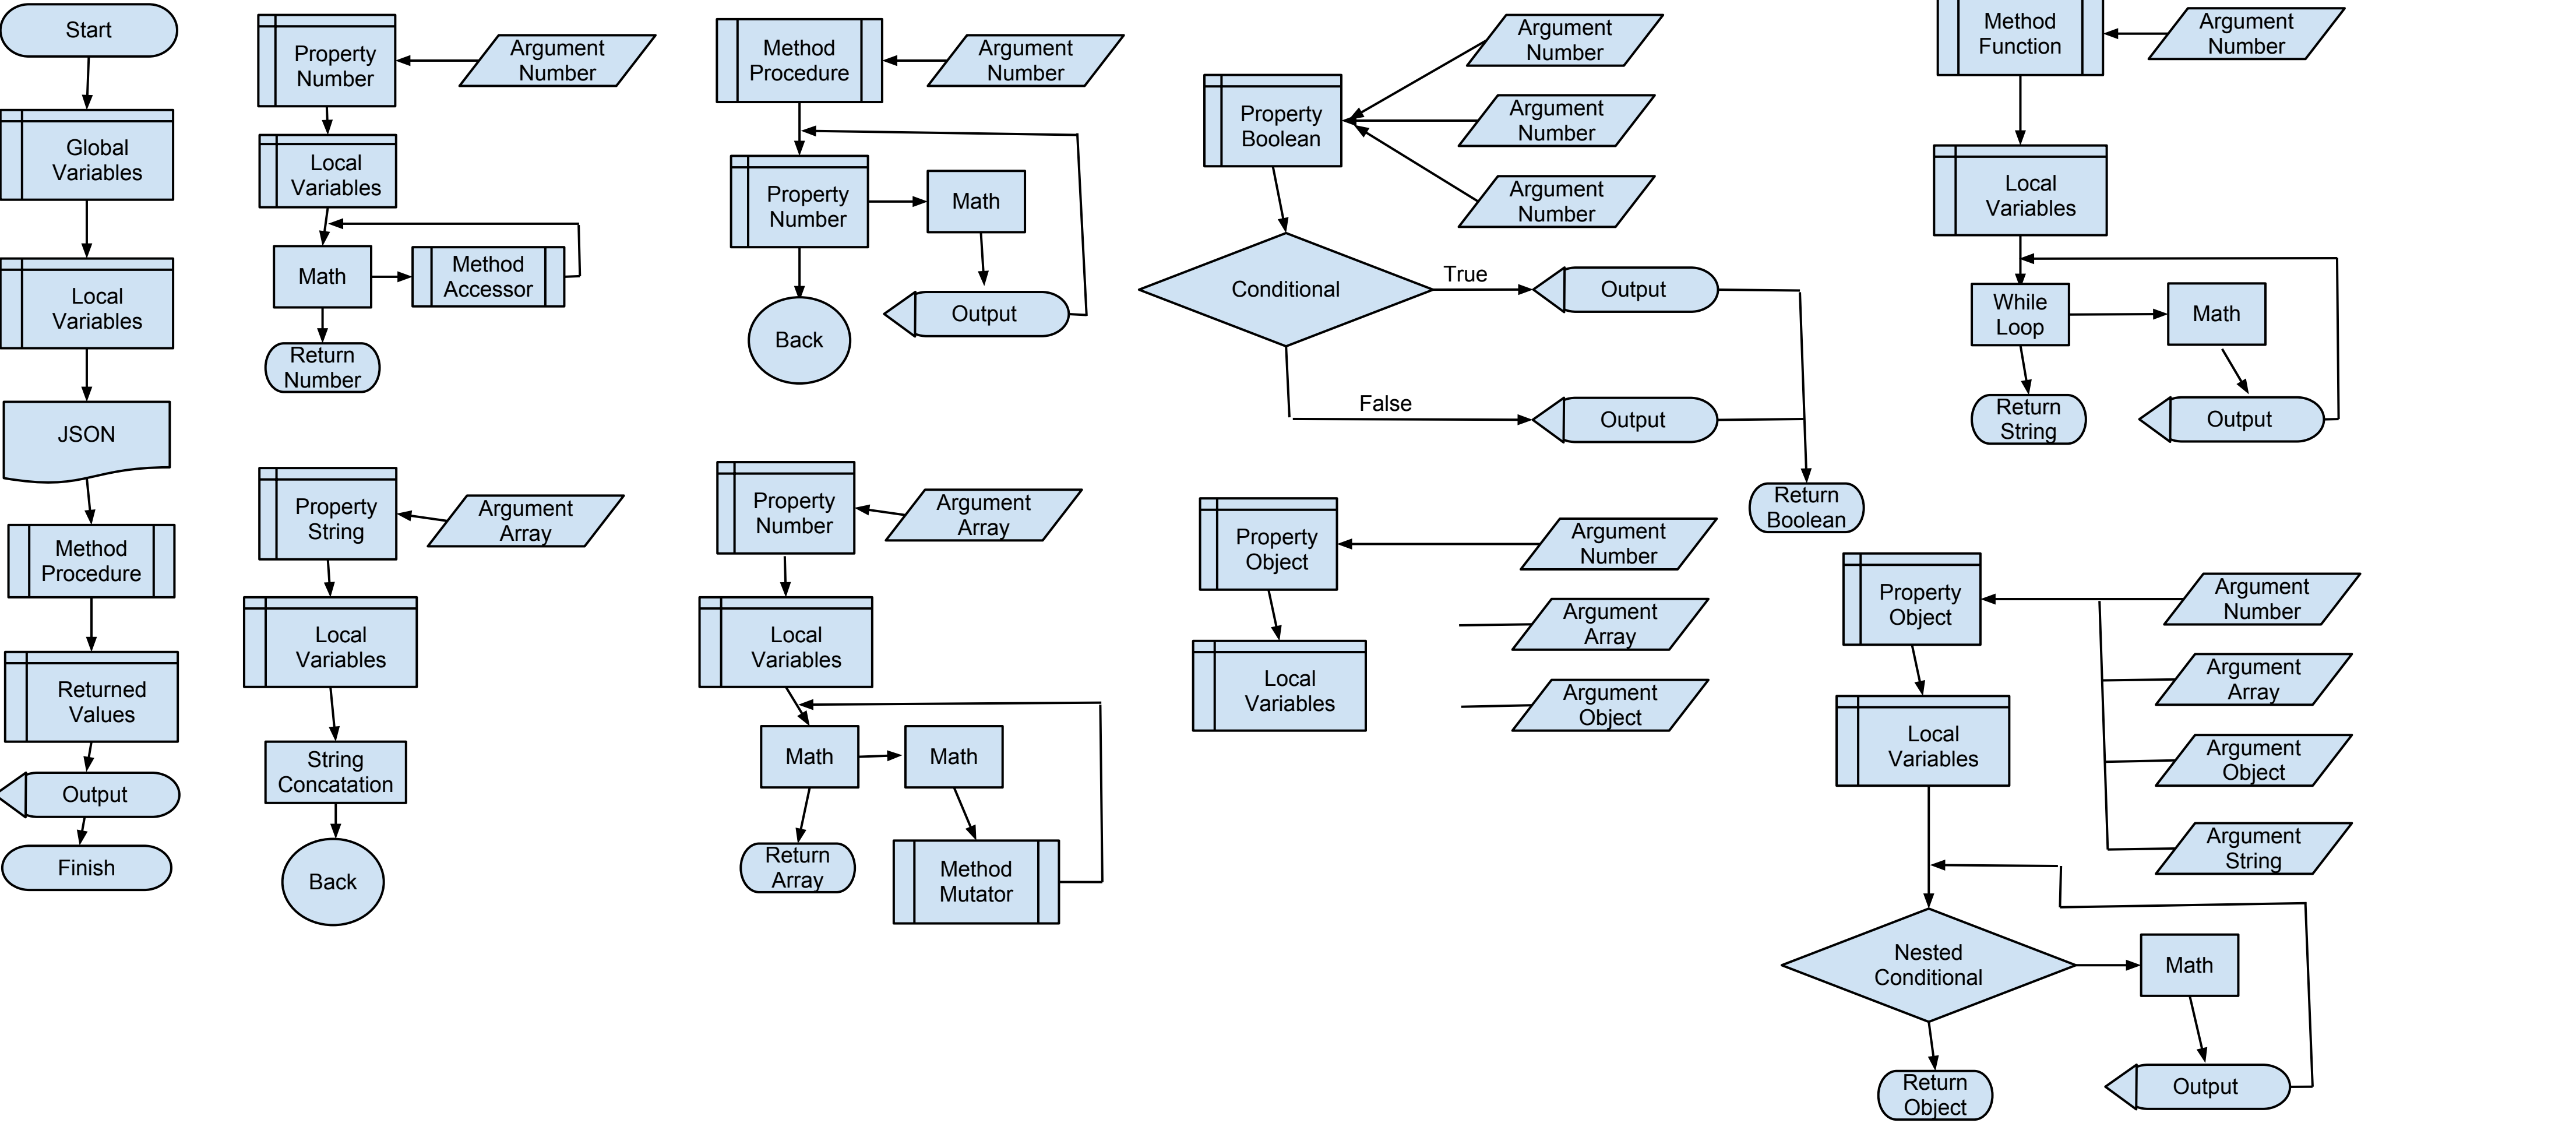 Start
Global
Variables
Local
Variables
JSON
Method
Procedure
Returned
Values
Output
Finish
Property
Number
Argument
Number
Local
Variables
Math
Method
Accessor
Return
Number
Property
String
Argument
Array
Local
Variables
String
Concatation
Back
Method
Procedure
Argument
Number
Property
Number
Math
Output
Back
Property
Number
Argument
Array
Local
Variables
Math
Math
Return
Array
Method
Mutator
Argument
Number
Property
Boolean
Argument
Number
Argument
Number
Conditional
True
Output
False
Output
Return
Boolean
Property
Object
Argument
Number
Argument
Array
Local
Variables
Argument
Object
Method
Function
Argument
Number
Local
Variables
While
Loop
Math
Return
String
Output
Property
Object
Argument
Number
Argument
Array
Local
Variables
Argument
Object
Argument
String
Nested
Conditional
Math
Return
Object
Output